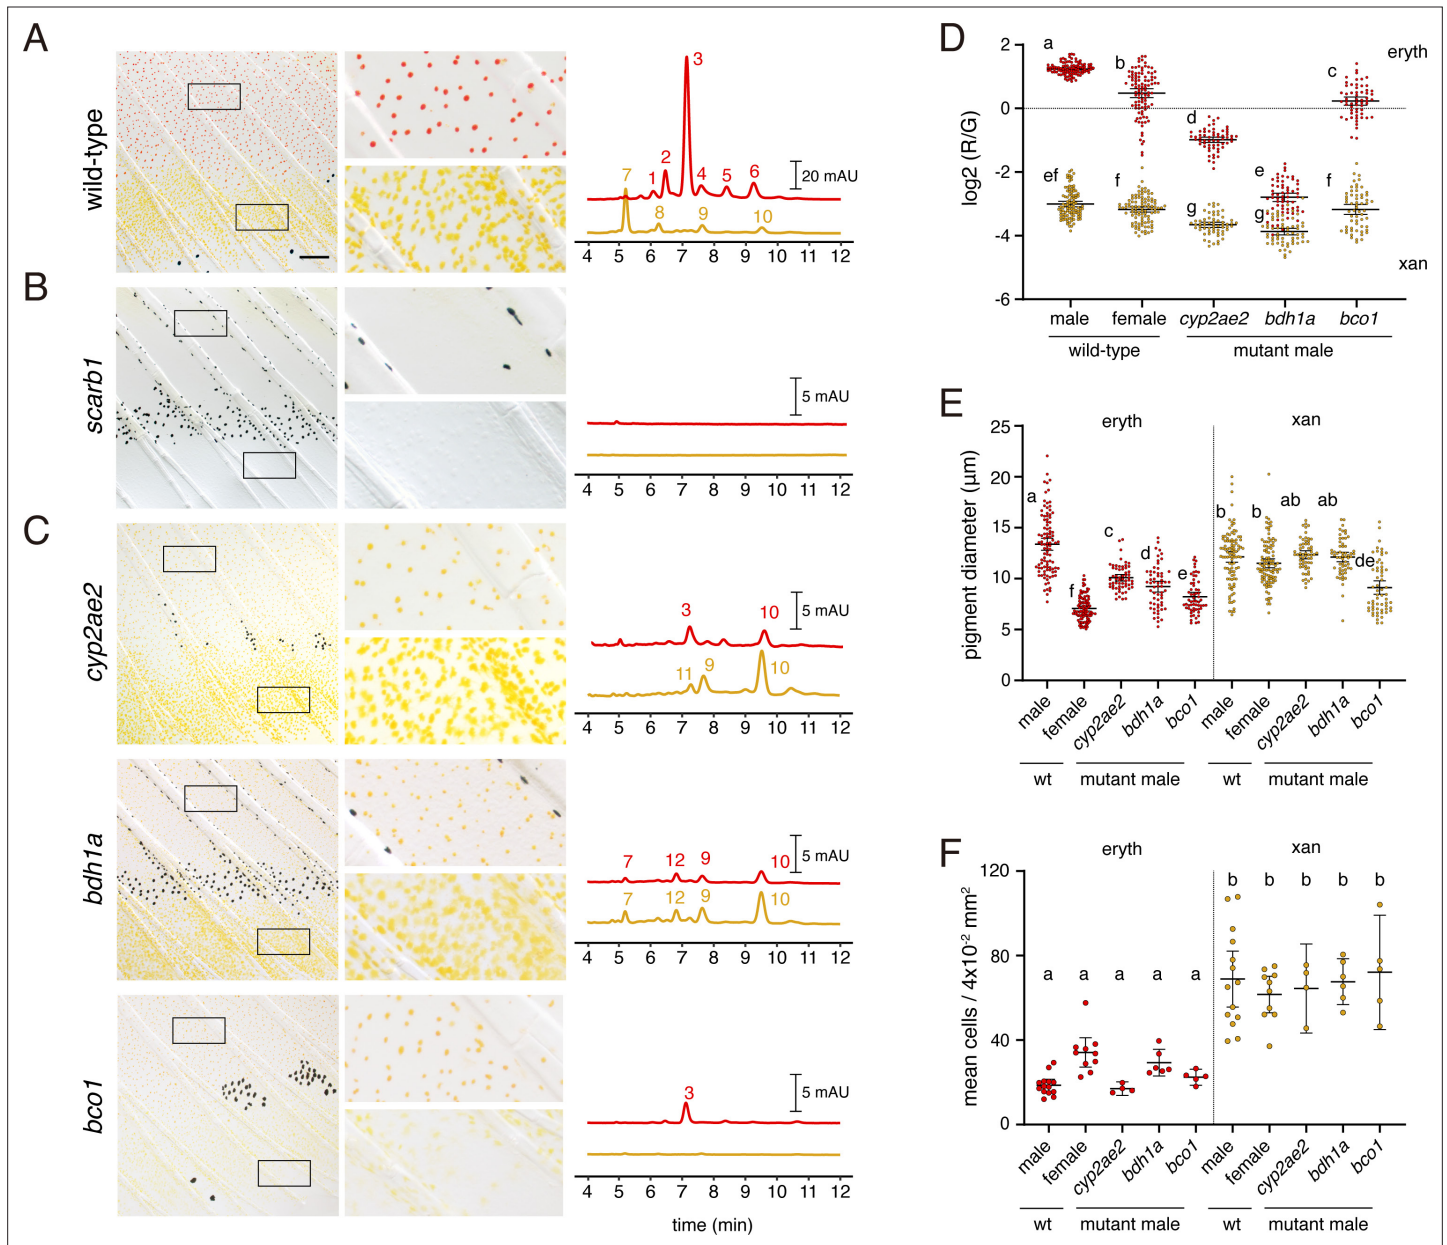 A
wild-type
3
2
1
4
5
6
20 mAU
7
8
9
10
4 5 6 7 8 9 10 11 12
B
scarb1
5 mAU
4 5 6 7 8 9 10 11 12
C
cyp2ae2
3
10
5 mAU
11
9
10
4 5 6 7 8 9 10 11 12
bdh1a
5 mAU
7 12 9 10
7 12 9 10
4 5 6 7 8 9 10 11 12
bco1
5 mAU
3
4 5 6 7 8 9 10 11 12
time (min)
D
log2 (R/G)
2
0
-2
-4
-6
eryth
xan
a
b
c
d
e
ef
f
g
g
f
male female cyp2ae2 bdh1a bco1
wild-type mutant male
E
eryth xan
pigment diameter (µm)
25
20
15
10
5
0
a
f
c
d
e
b
b
ab
ab
de
male female cyp2ae2 bdh1a bco1 male female cyp2ae2 bdh1a bco1
wt mutant male wt mutant male
F
eryth xan
mean cells / 4x10⁻² mm²
120
80
40
0
a a a a a
b b b b b
male female cyp2ae2 bdh1a bco1 male female cyp2ae2 bdh1a bco1
wt mutant male wt mutant male